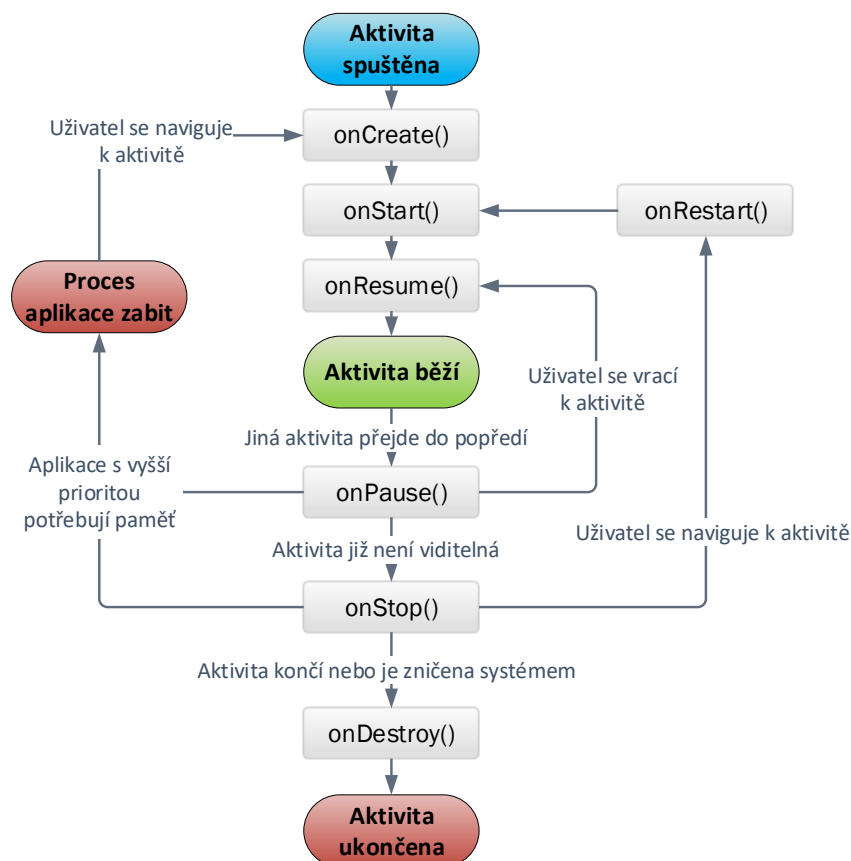 Aktivita
spuštěna
Uživatel se naviguje
k aktivitě
onCreate()
onStart()
onRestart()
onResume()
Proces
aplikace zabit
Aktivita běží
Uživatel se vrací
k aktivitě
Jiná aktivita přejde do popředí
Aplikace s vyšší
prioritou
potřebují paměť
onPause()
Aktivita již není viditelná
Uživatel se naviguje k aktivitě
onStop()
Aktivita končí nebo je zničena systémem
onDestroy()
Aktivita
ukončena